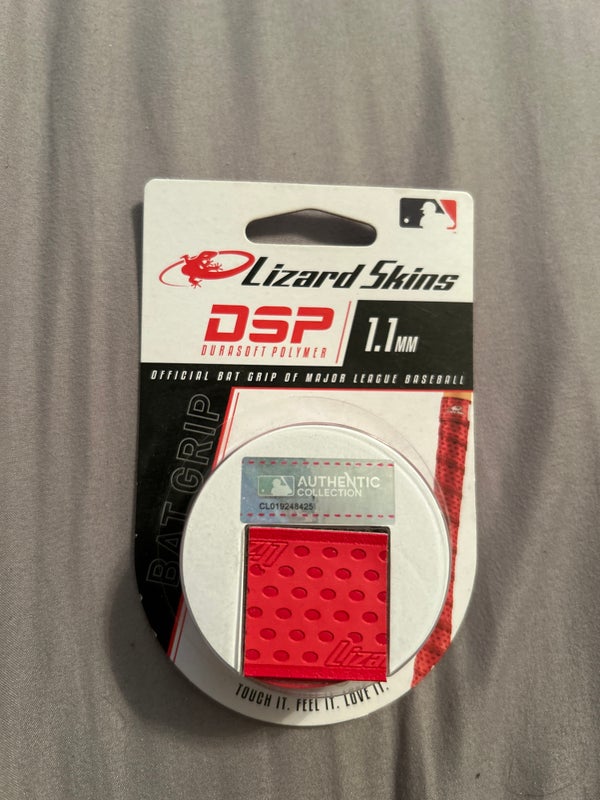 Lizard Skins
DSP
DURASOFT POLYMER
1.1MM
OFFICIAL BAT GRIP OF MAJOR LEAGUE BASEBALL
BAT GRIP
AUTHENTIC
COLLECTION
CL019248425
Liza
TOUCH IT. FEEL IT. LOVE IT.